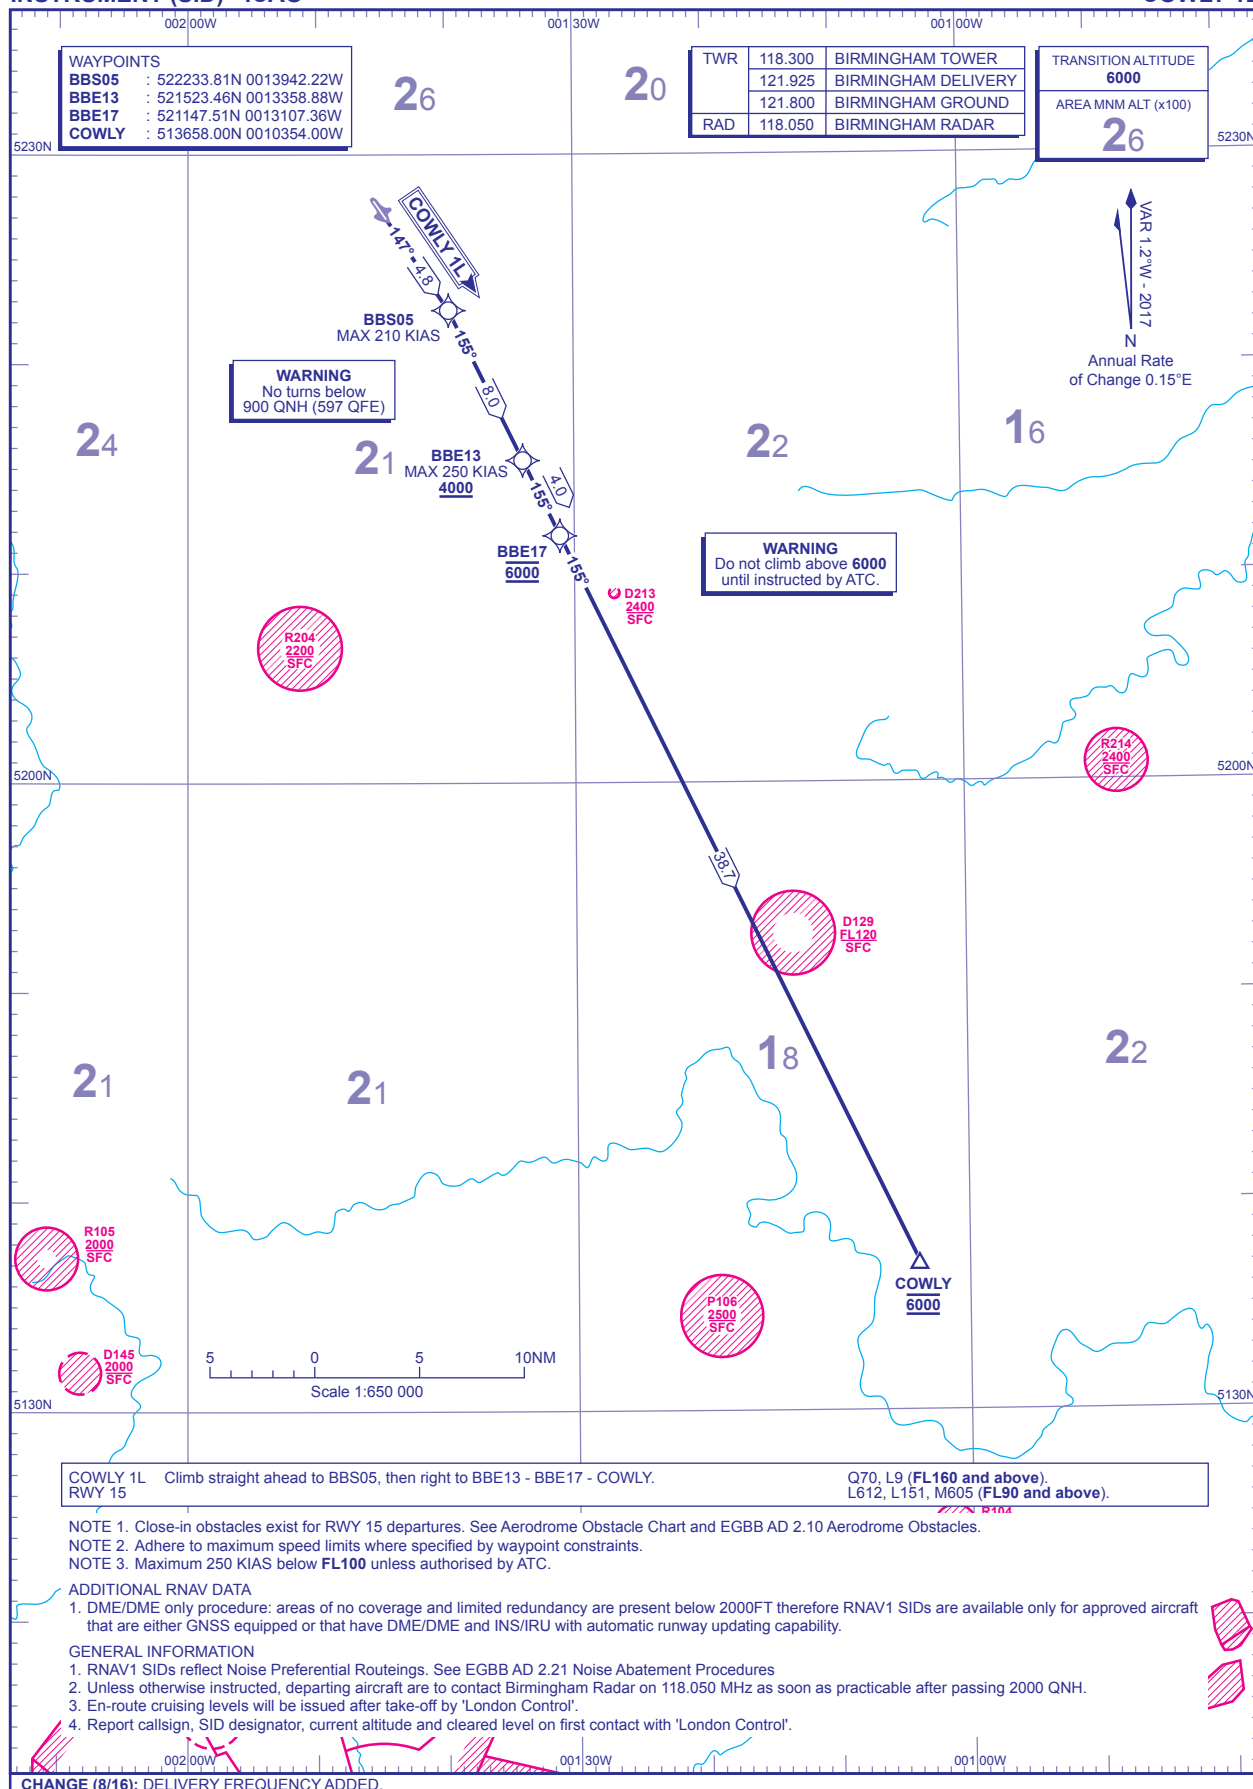 INSTRUMENT (SID) - ICAO
COWLY 1L
002 00W
001 30W
001 00W
WAYPOINTS
BBS05 : 522233.81N 0013942.22W
BBE13 : 521523.46N 0013358.88W
BBE17 : 521147.51N 0013107.36W
COWLY : 513658.00N 0010354.00W
26
20
TWR 118.300 BIRMINGHAM TOWER
121.925 BIRMINGHAM DELIVERY
121.800 BIRMINGHAM GROUND
RAD 118.050 BIRMINGHAM RADAR
TRANSITION ALTITUDE
6000
AREA MNM ALT (x100)
26
5230N
5230N
COWLY 1L
147°
4.8
BBS05
MAX 210 KIAS
VAR 1.2°W - 2017
N
Annual Rate
of Change 0.15°E
155°
8.0
WARNING
No turns below
900 QNH (597 QFE)
24
21
22
16
BBE13
MAX 250 KIAS
4000
155°
4.0
BBE17
6000
155°
WARNING
Do not climb above 6000
until instructed by ATC.
D213
2400
SFC
R204
2200
SFC
R214
2400
SFC
5200N
5200N
38.7
D129
FL120
SFC
21
21
18
22
R105
2000
SFC
COWLY
6000
P106
2500
SFC
D145
2000
SFC
5 0 5 10NM
Scale 1:650 000
5130N
5130N
COWLY 1L Climb straight ahead to BBS05, then right to BBE13 - BBE17 - COWLY. Q70, L9 (FL160 and above).
RWY 15 L612, L151, M605 (FL90 and above).
R104
NOTE 1. Close-in obstacles exist for RWY 15 departures. See Aerodrome Obstacle Chart and EGBB AD 2.10 Aerodrome Obstacles.
NOTE 2. Adhere to maximum speed limits where specified by waypoint constraints.
NOTE 3. Maximum 250 KIAS below FL100 unless authorised by ATC.
ADDITIONAL RNAV DATA
1. DME/DME only procedure: areas of no coverage and limited redundancy are present below 2000FT therefore RNAV1 SIDs are available only for approved aircraft
that are either GNSS equipped or that have DME/DME and INS/IRU with automatic runway updating capability.
GENERAL INFORMATION
1. RNAV1 SIDs reflect Noise Preferential Routeings. See EGBB AD 2.21 Noise Abatement Procedures
2. Unless otherwise instructed, departing aircraft are to contact Birmingham Radar on 118.050 MHz as soon as practicable after passing 2000 QNH.
3. En-route cruising levels will be issued after take-off by 'London Control'.
4. Report callsign, SID designator, current altitude and cleared level on first contact with 'London Control'.
002 00W
001 30W
001 00W
CHANGE (8/16): DELIVERY FREQUENCY ADDED.